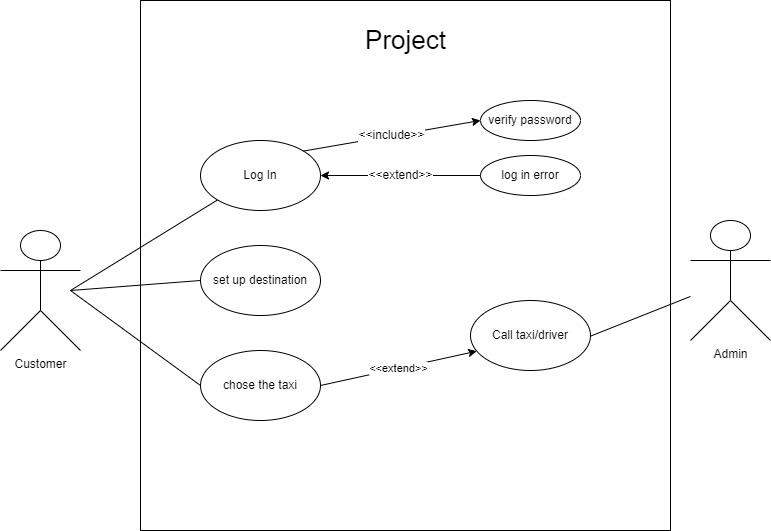 Project
<<include>>
verify password
Log In
<<extend>>
log in error
set up destination
Call taxi/driver
Customer
chose the taxi
<<extend>>
Admin